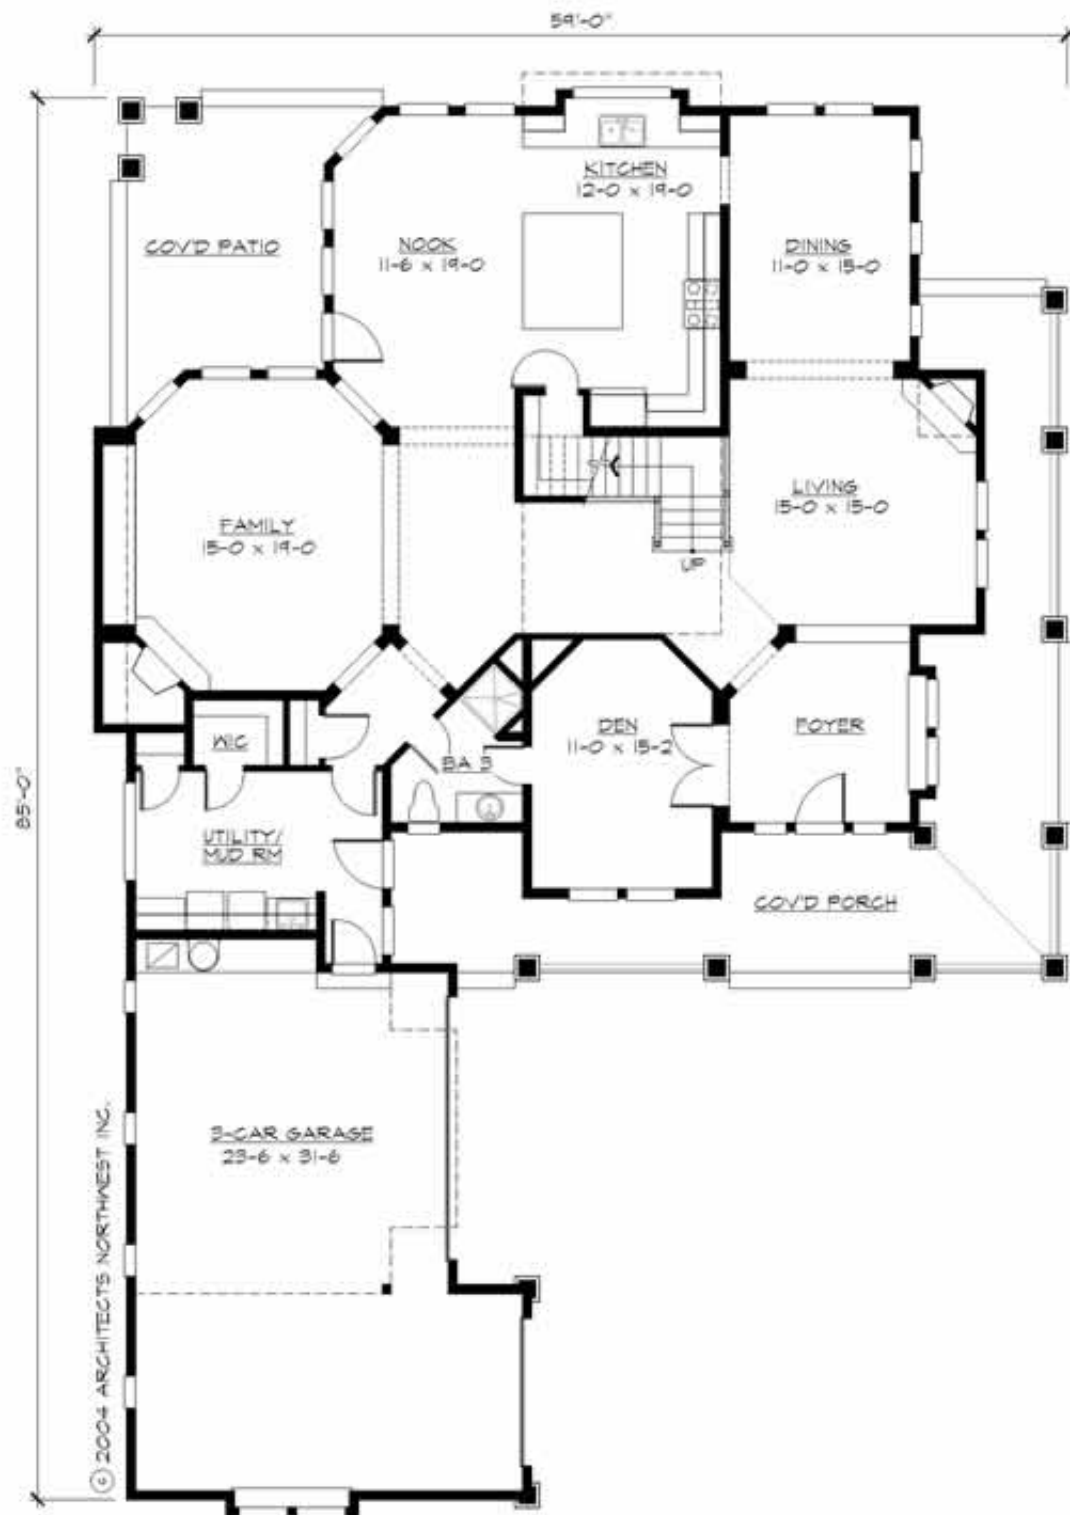 59'-0"
KITCHEN
12-0 x 19-0
COV'D PATIO
NOOK
11-6 x 19-0
DINING
11-0 x 15-0
LIVING
15-0 x 15-0
FAMILY
15-0 x 19-0
UP
DEN
11-0 x 15-2
FOYER
WIC
BA 3
85'-0"
UTILITY/
MUD RM
COV'D PORCH
3-CAR GARAGE
23-6 x 31-6
© 2004 ARCHITECTS NORTHWEST INC.